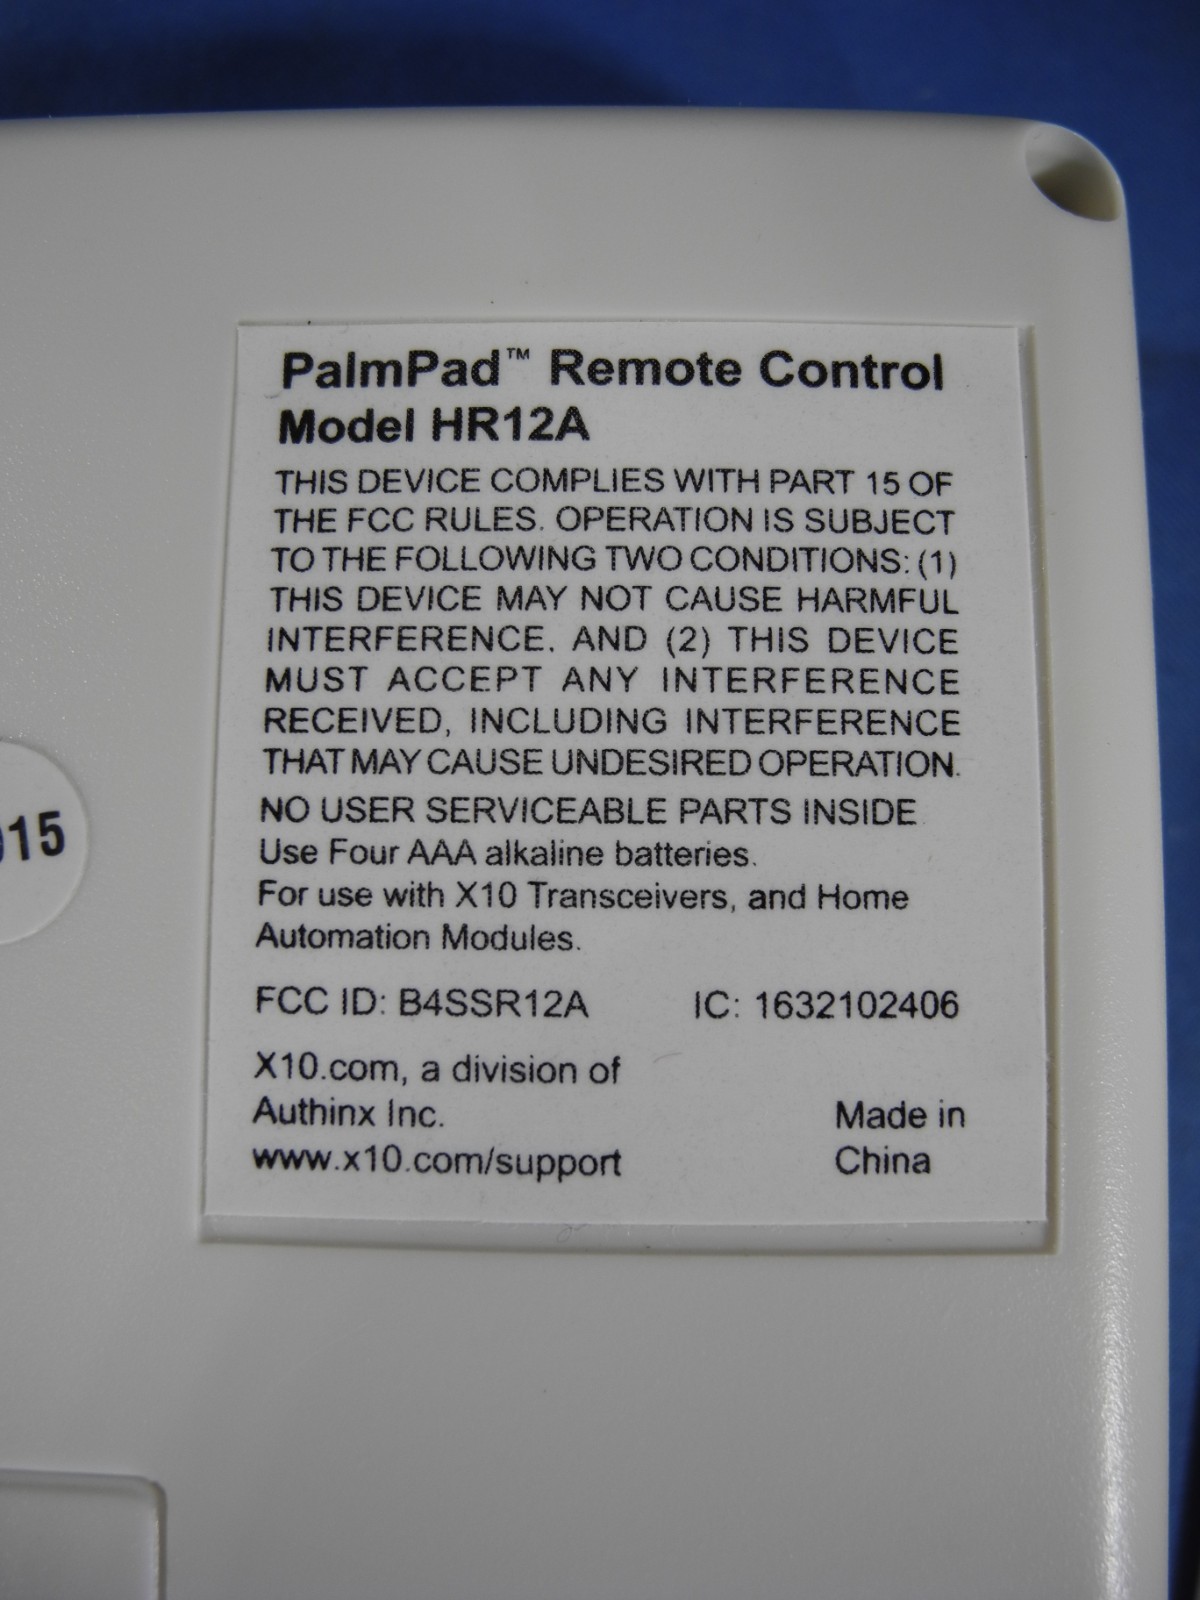 PalmPad™ Remote Control
Model HR12A
THIS DEVICE COMPLIES WITH PART 15 OF
THE FCC RULES. OPERATION IS SUBJECT
TO THE FOLLOWING TWO CONDITIONS: (1)
THIS DEVICE MAY NOT CAUSE HARMFUL
INTERFERENCE. AND (2) THIS DEVICE
MUST ACCEPT ANY INTERFERENCE
RECEIVED, INCLUDING INTERFERENCE
THAT MAY CAUSE UNDESIRED OPERATION.
NO USER SERVICEABLE PARTS INSIDE
Use Four AAA alkaline batteries.
For use with X10 Transceivers, and Home
Automation Modules.
FCC ID: B4SSR12A IC: 1632102406
X10.com, a division of
Authinx Inc.
www.x10.com/support
Made in
China